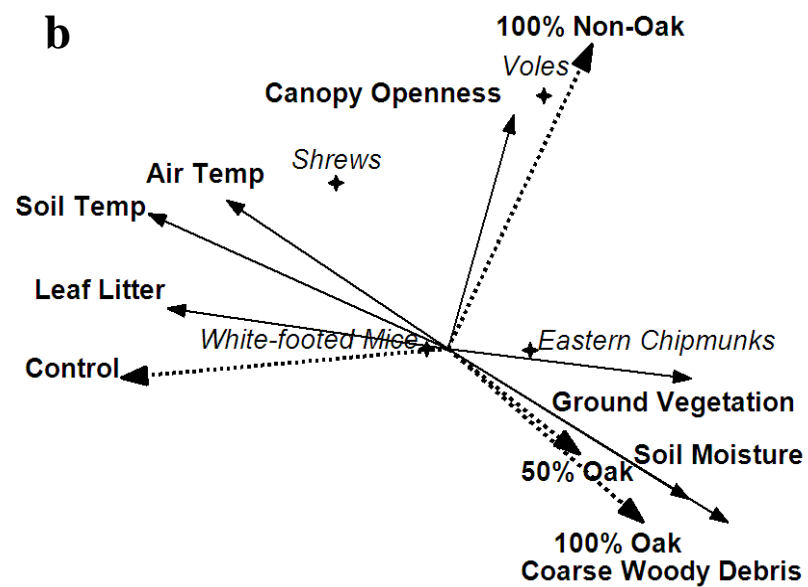 b
100% Non-Oak
Voles
Canopy Openness
Shrews
Air Temp
Soil Temp
Leaf Litter
White-footed Mice
Eastern Chipmunks
Control
Ground Vegetation
Soil Moisture
50% Oak
100% Oak
Coarse Woody Debris